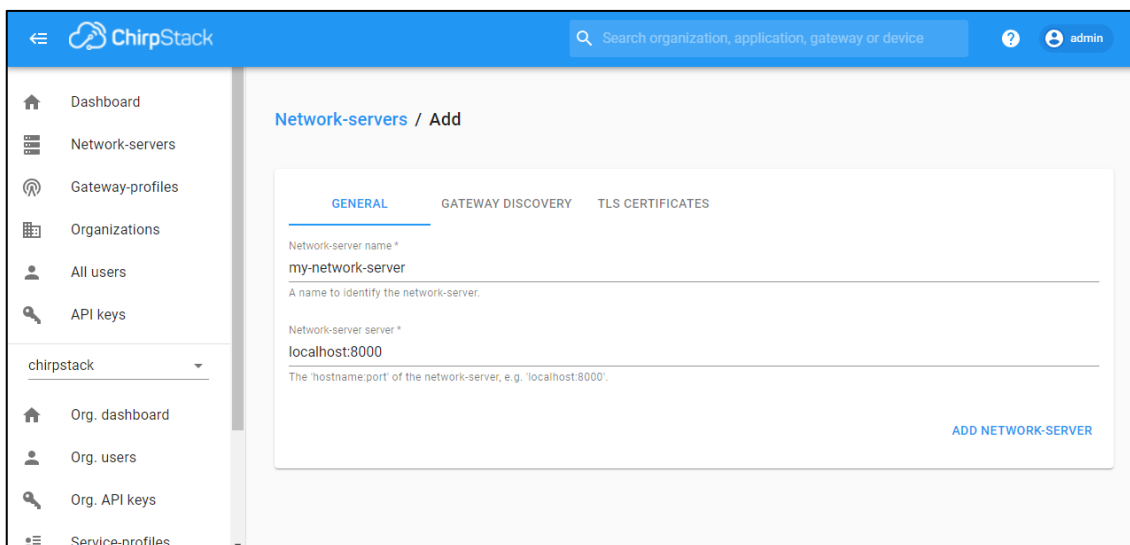 ChirpStack
Search organization, application, gateway or device
? admin
Dashboard
Network-servers
Gateway-profiles
Organizations
All users
API keys
chirpstack
Org. dashboard
Org. users
Org. API keys
Service-profiles
Network-servers / Add
GENERAL GATEWAY DISCOVERY TLS CERTIFICATES
Network-server name *
my-network-server
A name to identify the network-server.
Network-server server *
localhost:8000
The 'hostname:port' of the network-server, e.g. 'localhost:8000'.
ADD NETWORK-SERVER